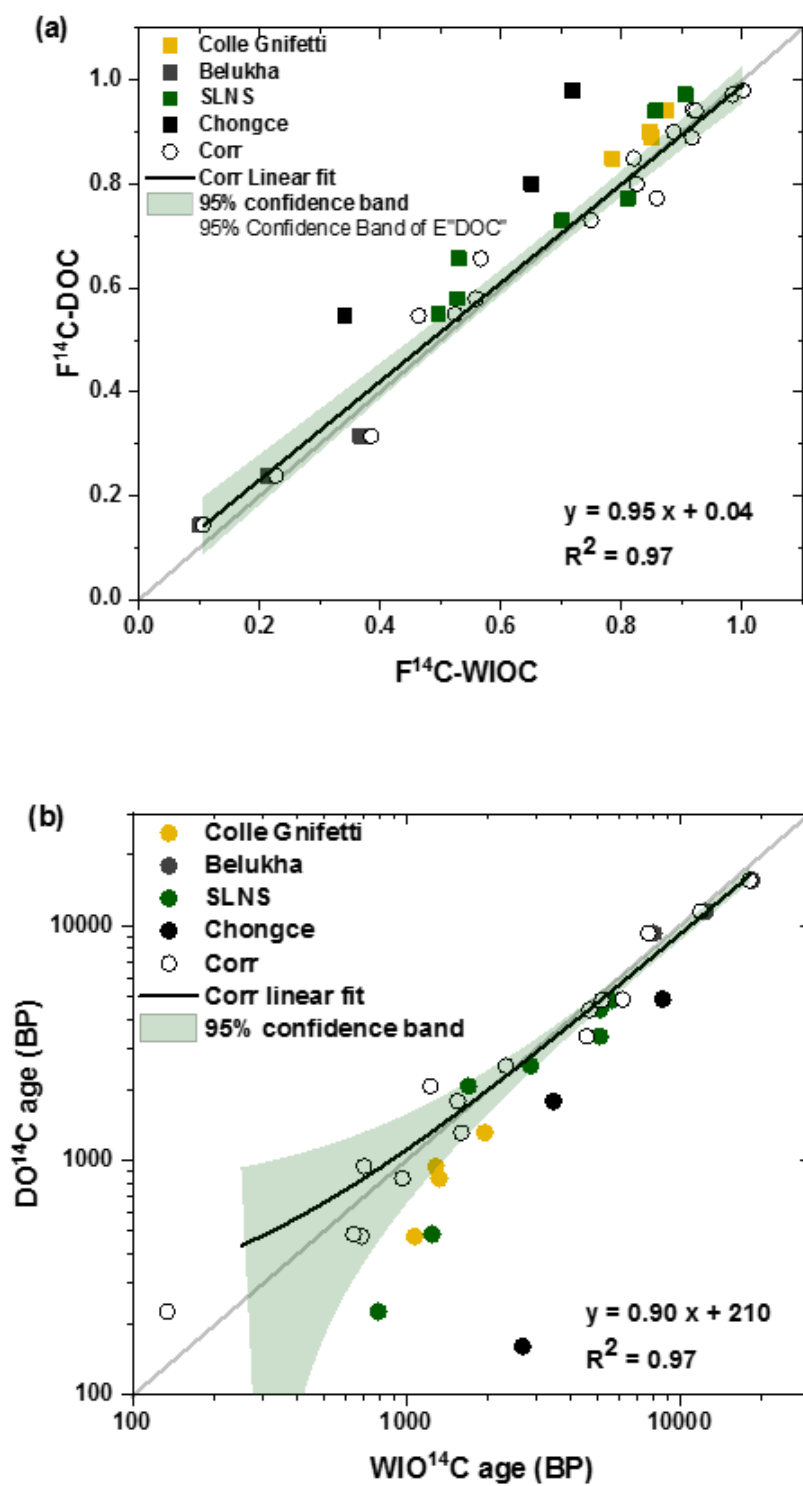 (a)
Colle Gnifetti
Belukha
SLNS
Chongce
Corr
Corr Linear fit
95% confidence band
95% Confidence Band of E"DOC"
1.0
0.8
0.6
0.4
0.2
0.0
F¹⁴C-DOC
y = 0.95 x + 0.04
R² = 0.97
0.0 0.2 0.4 0.6 0.8 1.0
F¹⁴C-WIOC
(b)
Colle Gnifetti
Belukha
SLNS
Chongce
Corr
Corr linear fit
95% confidence band
10000
1000
100
DO¹⁴C age (BP)
y = 0.90 x + 210
R² = 0.97
100 1000 10000
WIO¹⁴C age (BP)